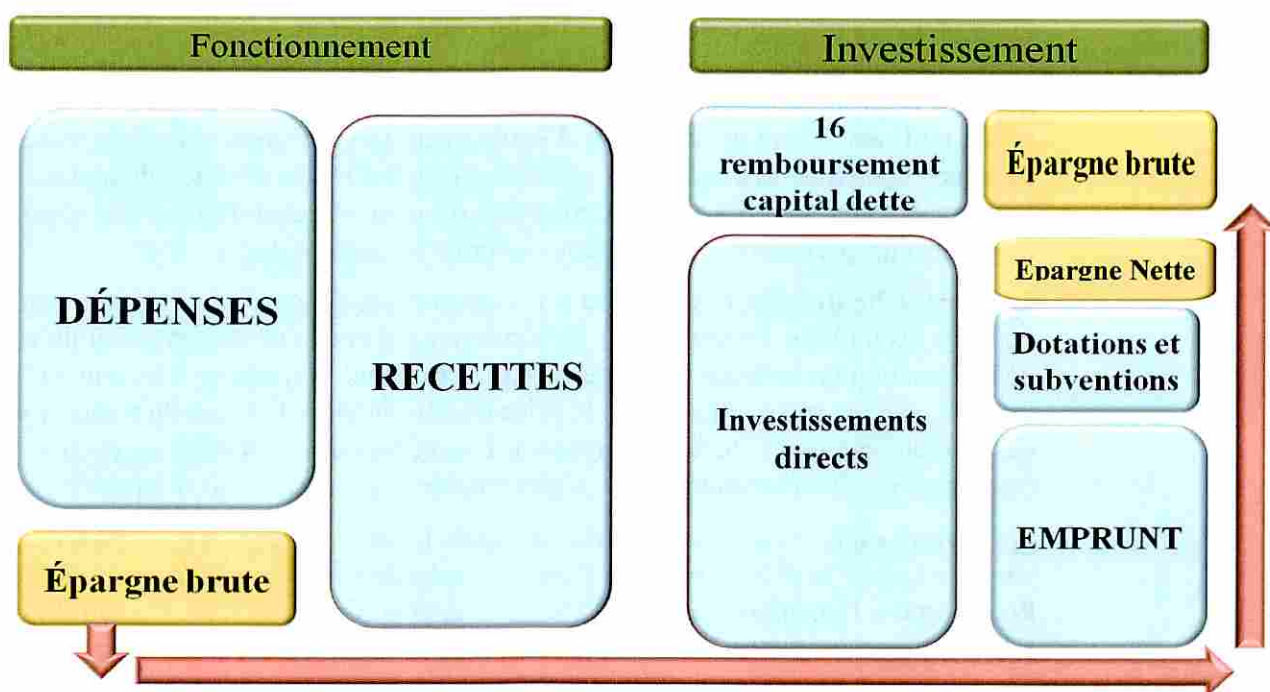 Fonctionnement
Investissement
DÉPENSES
RECETTES
Épargne brute
16
remboursement
capital dette
Épargne brute
Epargne Nette
Investissements
directs
Dotations et
subventions
EMPRUNT